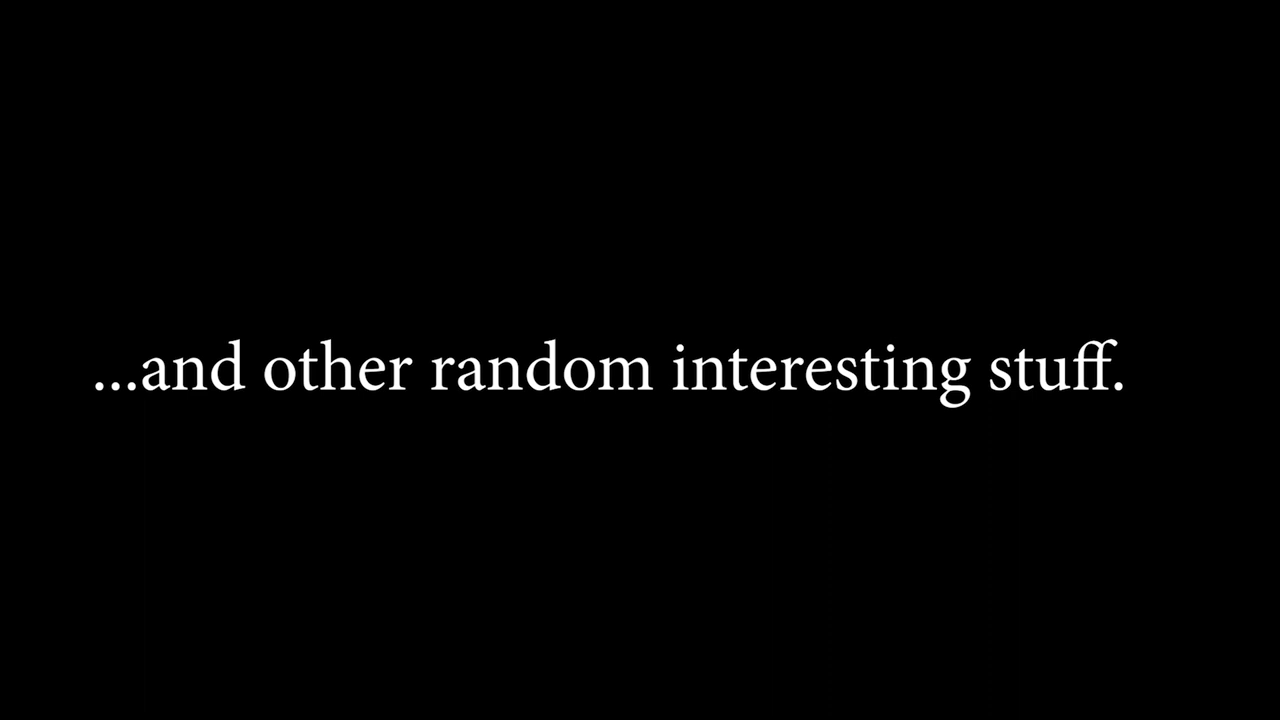 ...and other random interesting stuff.